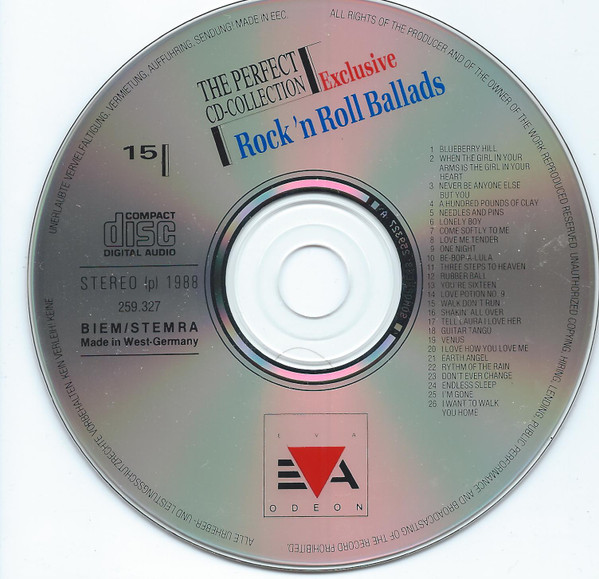 UNERLAUBTE VERVIELFÄLTIGUNG, VERMIETUNG, AUFFÜHRUNG, SENDUNG! MADE IN EEC.
ALL RIGHTS OF THE PRODUCER AND OF THE OWNER OF THE WORK REPRODUCED RESERVED. UNAUTHORIZED COPYING, HIRING, LENDING, PUBLIC PERFORMANCE AND BROADCASTING OF THE RECORD PROHIBITED.
ALLE URHEBER- UND LEISTUNGSSCHUTZRECHTE VORBEHALTEN. KEIN VERLEIH! KEINE
THE PERFECT
CD-COLLECTION
Exclusive
Rock 'n Roll Ballads
15
COMPACT
disc
DIGITAL AUDIO
STEREO lpl 1988
259.327
BIEM/STEMRA
Made in West-Germany
1 BLUEBERRY HILL
2 WHEN THE GIRL IN YOUR
ARMS IS THE GIRL IN YOUR
HEART
3 NEVER BE ANYONE ELSE
BUT YOU
4 A HUNDRED POUNDS OF CLAY
5 NEEDLES AND PINS
6 LONELY BOY
7 COME SOFTLY TO ME
8 LOVE ME TENDER
9 ONE NIGHT
10 BE-BOP-A-LULA
11 THREE STEPS TO HEAVEN
12 RUBBER BALL
13 YOU'RE SIXTEEN
14 LOVE POTION NO. 9
15 WALK DON'T RUN
16 SHAKIN' ALL OVER
17 TELL LAURA I LOVE HER
18 GUITAR TANGO
19 VENUS
20 I LOVE HOW YOU LOVE ME
21 EARTH ANGEL
22 RYTHM OF THE RAIN
23 DON'T EVER CHANGE
24 ENDLESS SLEEP
25 I'M GONE
26 I WANT TO WALK
YOU HOME
EVA
EVA
ODEON